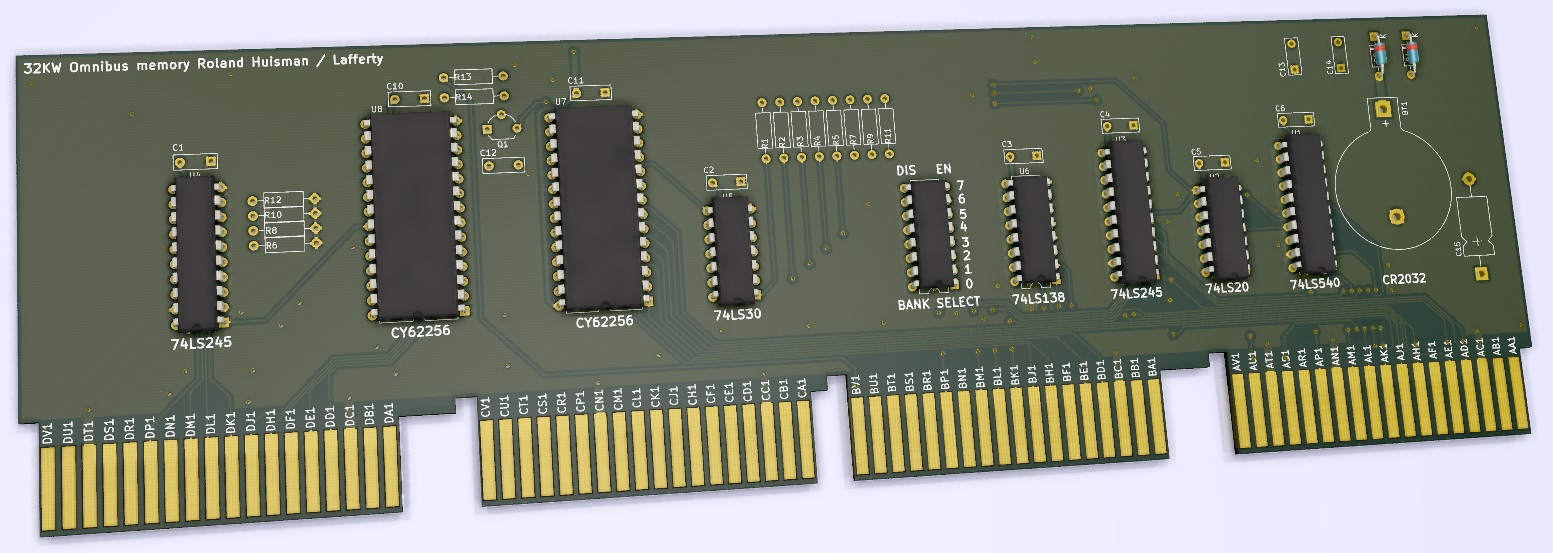 32KW Omnibus memory Roland Huisman / Lafferty
C1
U4
R12
R10
R8
R6
74LS245
C10
U8
R13
R14
Q1
C12
CY62256
C11
U7
CY62256
C2
U5
74LS30
R1
R2
R3
R4
R5
R7
R9
R11
DIS EN
7
6
5
4
3
2
1
0
BANK SELECT
C3
U6
74LS138
C4
U3
74LS245
C5
74LS20
C6
74LS540
C13
C14
K
K
BT1
+
CR2032
+
C15
DV1 DU1 DT1 DS1 DR1 DP1 DN1 DM1 DL1 DK1 DJ1 DH1 DF1 DE1 DD1 DC1 DB1 DA1
CV1 CU1 CT1 CS1 CR1 CP1 CN1 CM1 CL1 CK1 CJ1 CH1 CF1 CE1 CD1 CC1 CB1 CA1
BV1 BU1 BT1 BS1 BR1 BP1 BN1 BM1 BL1 BK1 BJ1 BH1 BF1 BE1 BD1 BC1 BB1 BA1
AV1 AU1 AT1 AS1 AR1 AP1 AN1 AM1 AL1 AK1 AJ1 AH1 AF1 AE1 AD1 AC1 AB1 AA1